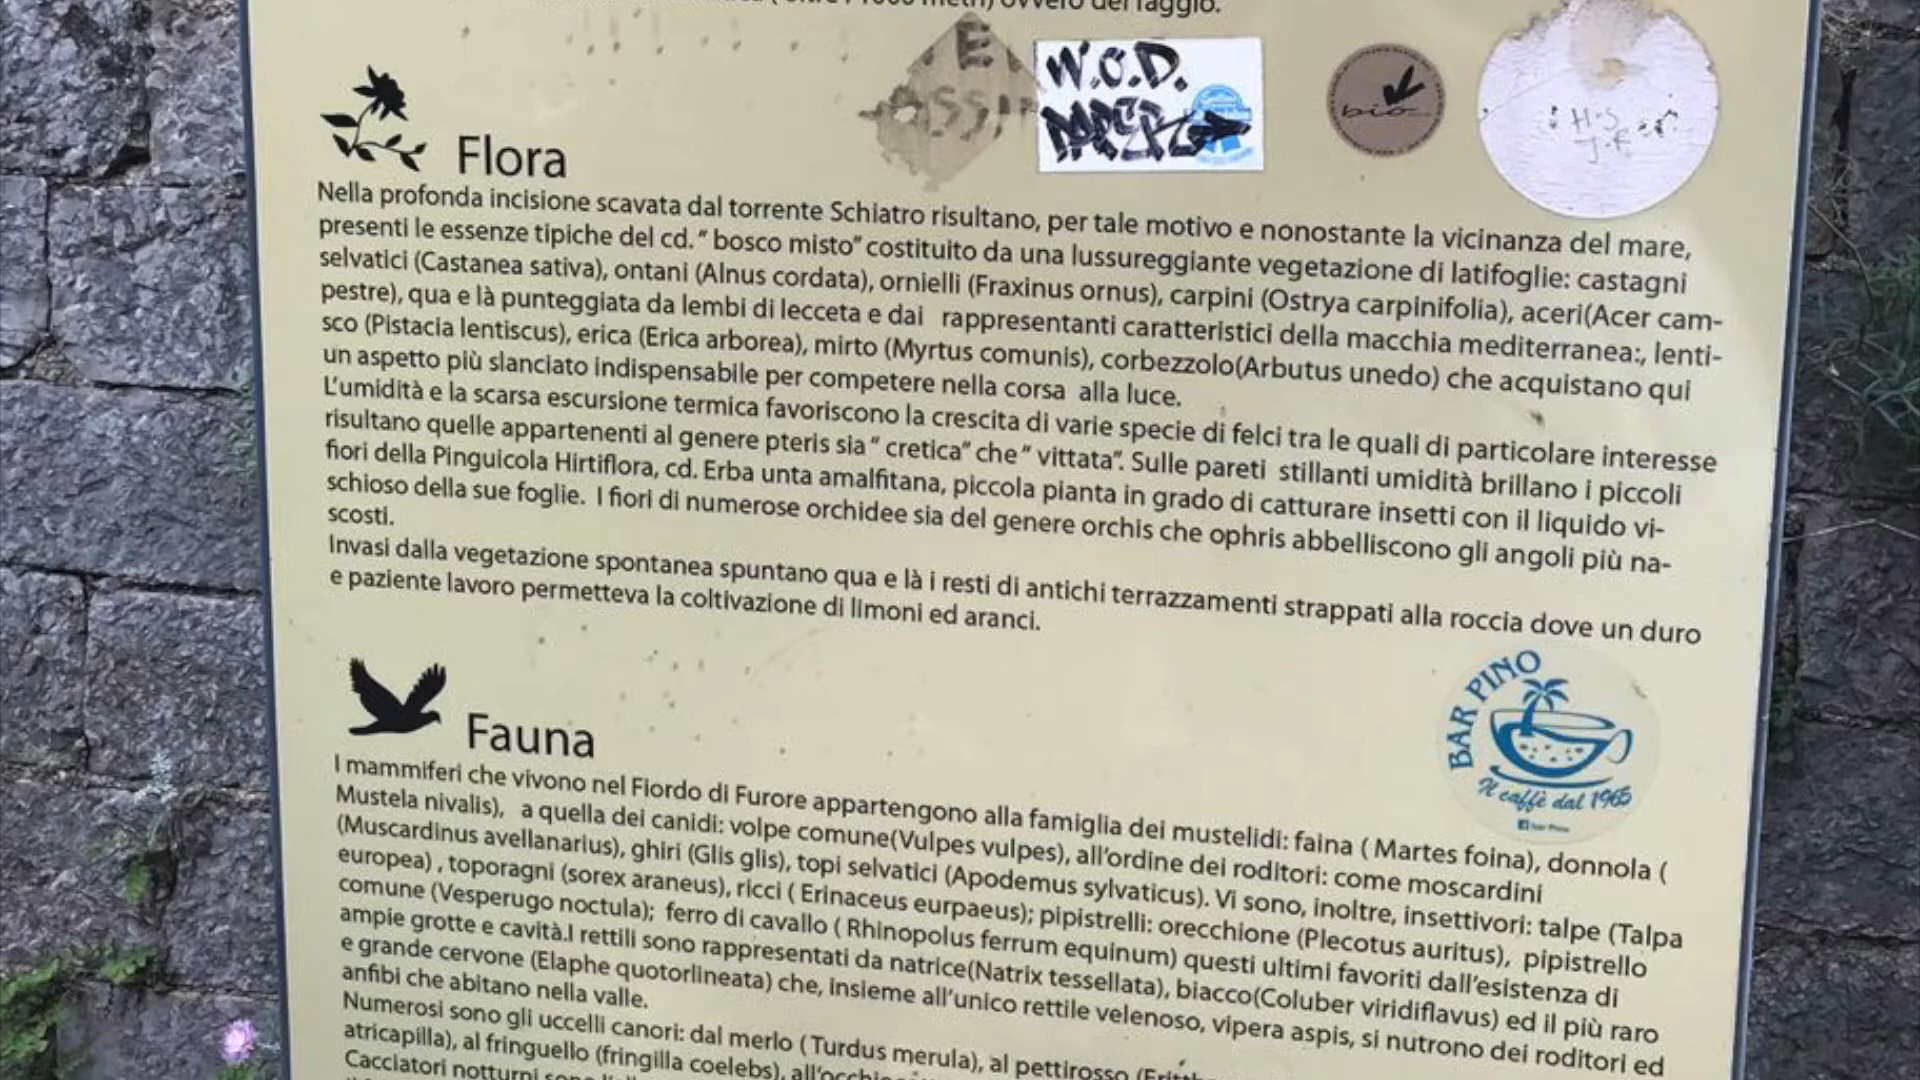 ovvero del faggio.
W.O.D.
PAPER
bio
H-S
J-R
Flora
Nella profonda incisione scavata dal torrente Schiatro risultano, per tale motivo e nonostante la vicinanza del mare,
presenti le essenze tipiche del cd. “ bosco misto” costituito da una lussureggiante vegetazione di latifoglie: castagni
selvatici (Castanea sativa), ontani (Alnus cordata), ornielli (Fraxinus ornus), carpini (Ostrya carpinifolia), aceri(Acer cam-
pestre), qua e là punteggiata da lembi di lecceta e dai rappresentanti caratteristici della macchia mediterranea:, lenti-
sco (Pistacia lentiscus), erica (Erica arborea), mirto (Myrtus comunis), corbezzolo(Arbutus unedo) che acquistano qui
un aspetto più slanciato indispensabile per competere nella corsa alla luce.
L’umidità e la scarsa escursione termica favoriscono la crescita di varie specie di felci tra le quali di particolare interesse
risultano quelle appartenenti al genere pteris sia “ cretica” che “ vittata”. Sulle pareti stillanti umidità brillano i piccoli
fiori della Pinguicola Hirtiflora, cd. Erba unta amalfitana, piccola pianta in grado di catturare insetti con il liquido vi-
schioso della sue foglie. I fiori di numerose orchidee sia del genere orchis che ophris abbelliscono gli angoli più na-
scosti.
Invasi dalla vegetazione spontanea spuntano qua e là i resti di antichi terrazzamenti strappati alla roccia dove un duro
e paziente lavoro permetteva la coltivazione di limoni ed aranci.
BAR PINO
Il caffè dal 1965
Fauna
I mammiferi che vivono nel Fiordo di Furore appartengono alla famiglia dei mustelidi: faina ( Martes foina), donnola (
Mustela nivalis), a quella dei canidi: volpe comune(Vulpes vulpes), all’ordine dei roditori: come moscardini
(Muscardinus avellanarius), ghiri (Glis glis), topi selvatici (Apodemus sylvaticus). Vi sono, inoltre, insettivori: talpe (Talpa
europea) , toporagni (sorex araneus), ricci ( Erinaceus eurpaeus); pipistrelli: orecchione (Plecotus auritus), pipistrello
comune (Vesperugo noctula); ferro di cavallo ( Rhinopolus ferrum equinum) questi ultimi favoriti dall’esistenza di
ampie grotte e cavità.I rettili sono rappresentati da natrice(Natrix tessellata), biacco(Coluber viridiflavus) ed il più raro
e grande cervone (Elaphe quotorlineata) che, insieme all’unico rettile velenoso, vipera aspis, si nutrono dei roditori ed
anfibi che abitano nella valle.
Numerosi sono gli uccelli canori: dal merlo ( Turdus merula), al pettirosso
atricapilla), al fringuello (fringilla coelebs),
Cacciatori notturni